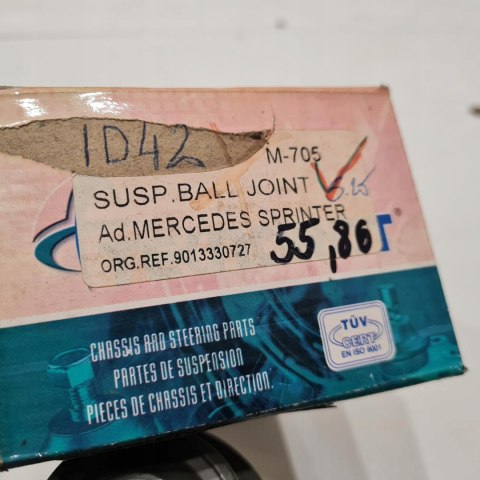 1D42
M-705
SUSP.BALL JOINT
Ad.MERCEDES SPRINTER
ORG.REF.9013330727
55,86
T®
CHASSIS AND STEERING PARTS
PARTES DE SUSPENSION
PIECES DE CHASSIS ET DIRECTION.
TÜV
CERT
EN ISO 9001